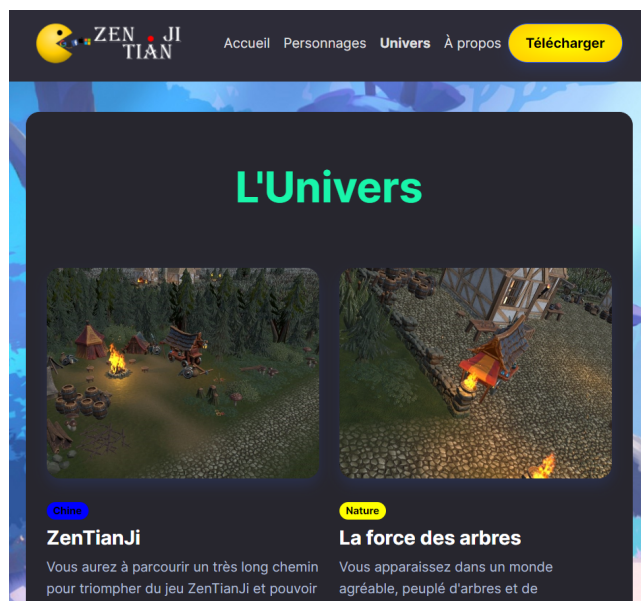 ZEN JI
TIAN
Accueil Personnages Univers À propos Télécharger
L'Univers
Chine Nature
ZenTianJi La force des arbres
Vous aurez à parcourir un très long chemin Vous apparaissez dans un monde
pour triompher du jeu ZenTianJi et pouvoir agréable, peuplé d'arbres et de